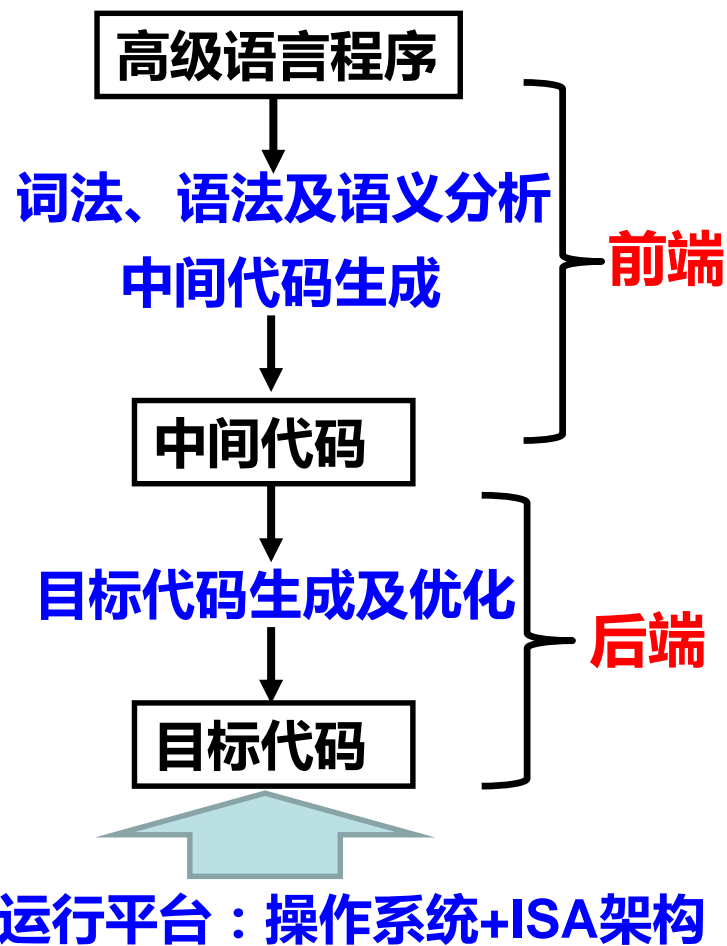 高级语言程序
词法、语法及语义分析
前端
中间代码生成
中间代码
目标代码生成及优化
后端
目标代码
运行平台：操作系统+ISA架构